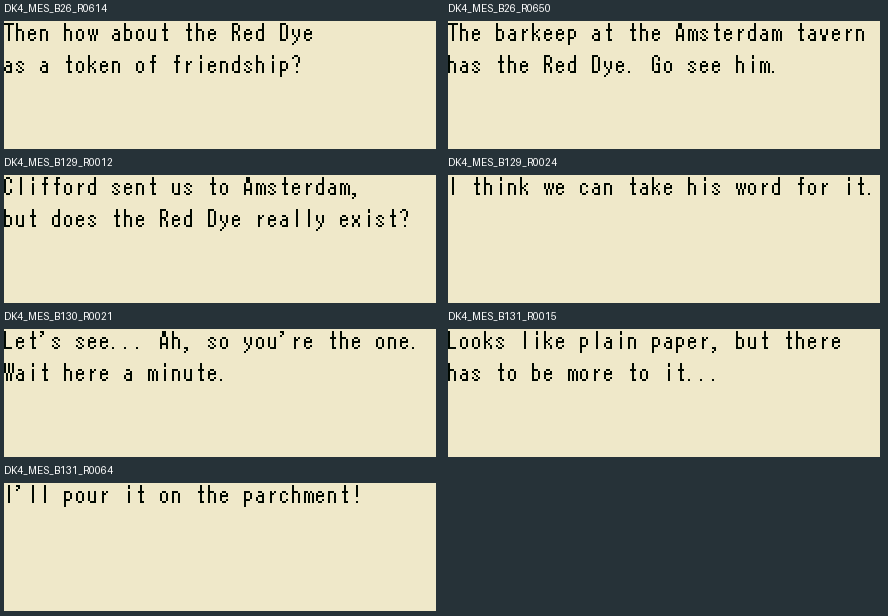 DK4_MES_B26_R0614
Then how about the Red Dye
as a token of friendship?
DK4_MES_B26_R0650
The barkeep at the Amsterdam tavern
has the Red Dye. Go see him.
DK4_MES_B129_R0012
Clifford sent us to Amsterdam,
but does the Red Dye really exist?
DK4_MES_B129_R0024
I think we can take his word for it.
DK4_MES_B130_R0021
Let's see... Ah, so you're the one.
Wait here a minute.
DK4_MES_B131_R0015
Looks like plain paper, but there
has to be more to it...
DK4_MES_B131_R0064
I'll pour it on the parchment!